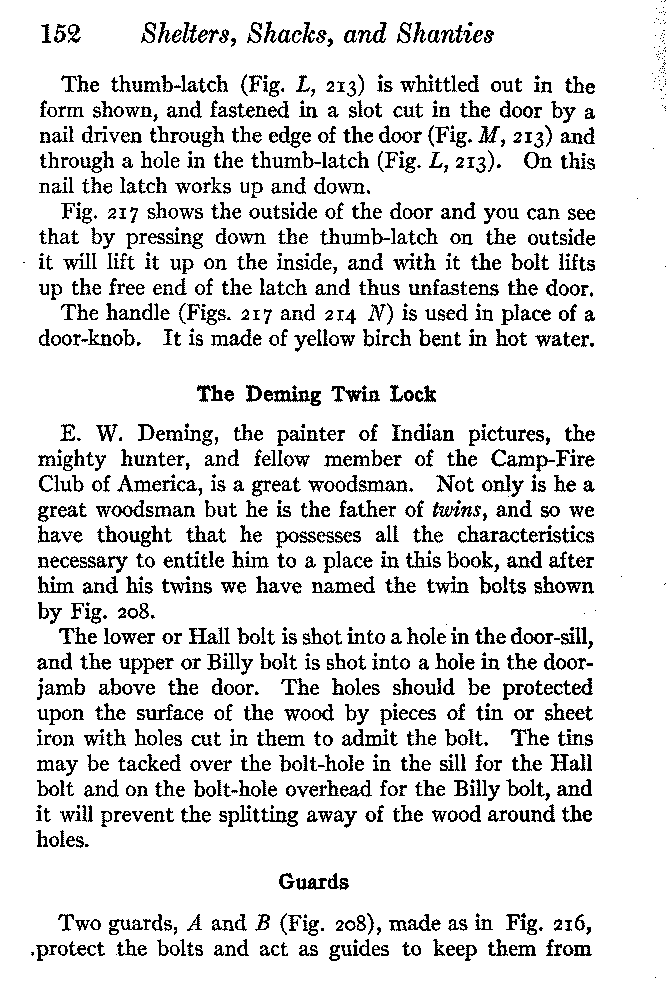 152 Shelters, Shacks, and Shanties
The thumb-latch (Fig. L, 213) is whittled out in the
form shown, and fastened in a slot cut in the door by a
nail driven through the edge of the door (Fig. M, 213) and
through a hole in the thumb-latch (Fig. L, 213). On this
nail the latch works up and down.
Fig. 217 shows the outside of the door and you can see
that by pressing down the thumb-latch on the outside
it will lift it up on the inside, and with it the bolt lifts
up the free end of the latch and thus unfastens the door.
The handle (Figs. 217 and 214 N) is used in place of a
door-knob. It is made of yellow birch bent in hot water.
The Deming Twin Lock
E. W. Deming, the painter of Indian pictures, the
mighty hunter, and fellow member of the Camp-Fire
Club of America, is a great woodsman. Not only is he a
great woodsman but he is the father of twins, and so we
have thought that he possesses all the characteristics
necessary to entitle him to a place in this book, and after
him and his twins we have named the twin bolts shown
by Fig. 208.
The lower or Hall bolt is shot into a hole in the door-sill,
and the upper or Billy bolt is shot into a hole in the door-
jamb above the door. The holes should be protected
upon the surface of the wood by pieces of tin or sheet
iron with holes cut in them to admit the bolt. The tins
may be tacked over the bolt-hole in the sill for the Hall
bolt and on the bolt-hole overhead for the Billy bolt, and
it will prevent the splitting away of the wood around the
holes.
Guards
Two guards, A and B (Fig. 208), made as in Fig. 216,
protect the bolts and act as guides to keep them from